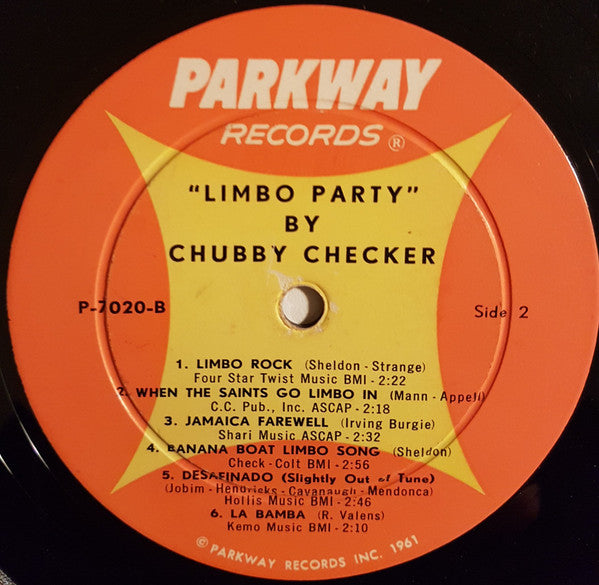 PARKWAY
RECORDS®
"LIMBO PARTY"
BY
CHUBBY CHECKER
P-7020-B
Side 2
1. LIMBO ROCK (Sheldon - Strange)
Four Star Twist Music BMI - 2:22
2. WHEN THE SAINTS GO LIMBO IN (Mann - Appell)
C.C. Pub., Inc. ASCAP - 2:18
3. JAMAICA FAREWELL (Irving Burgie)
Shari Music ASCAP - 2:32
4. BANANA BOAT LIMBO SONG (Sheldon)
Check - Colt BMI - 2:56
5. DESAFINADO (Slightly Out of Tune)
(Jobim - Hendricks - Cavanaugh - Mendonca)
Hollis Music BMI - 2:46
6. LA BAMBA (R. Valens)
Kemo Music BMI - 2:10
© PARKWAY RECORDS INC. 1961